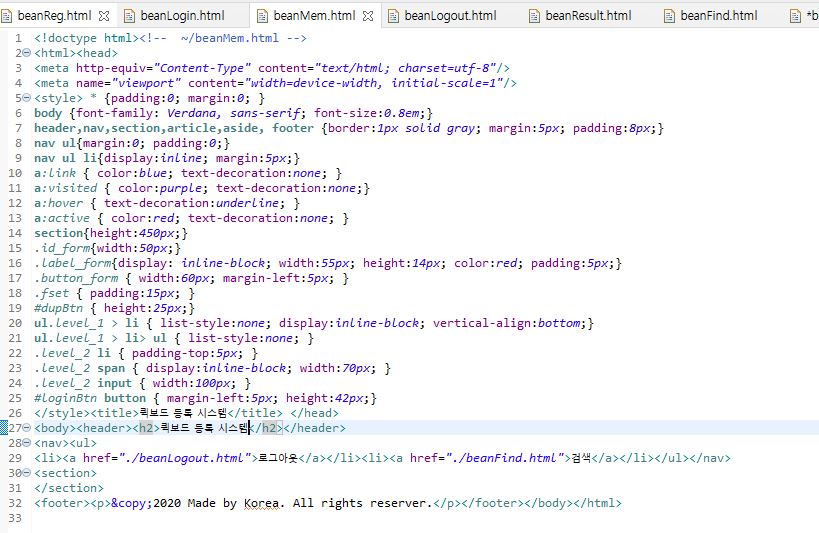 beanReg.html beanLogin.html beanMem.html beanLogout.html beanResult.html beanFind.html *b
1 <!doctype html><!-- ~/beanMem.html -->
2 <html><head>
3 <meta http-equiv="Content-Type" content="text/html; charset=utf-8"/>
4 <meta name="viewport" content="width=device-width, initial-scale=1"/>
5 <style> * {padding:0; margin:0; }
6 body {font-family: Verdana, sans-serif; font-size:0.8em;}
7 header,nav,section,article,aside, footer {border:1px solid gray; margin:5px; padding:8px;}
8 nav ul{margin:0; padding:0;}
9 nav ul li{display:inline; margin:5px;}
10 a:link { color:blue; text-decoration:none; }
11 a:visited { color:purple; text-decoration:none;}
12 a:hover { text-decoration:underline; }
13 a:active { color:red; text-decoration:none; }
14 section{height:450px;}
15 .id_form{width:50px;}
16 .label_form{display: inline-block; width:55px; height:14px; color:red; padding:5px;}
17 .button_form { width:60px; margin-left:5px; }
18 .fset { padding:15px; }
19 #dupBtn { height:25px;}
20 ul.level_1 > li { list-style:none; display:inline-block; vertical-align:bottom;}
21 ul.level_1 > li> ul { list-style:none; }
22 .level_2 li { padding-top:5px; }
23 .level_2 span { display:inline-block; width:70px; }
24 .level_2 input { width:100px; }
25 #loginBtn button { margin-left:5px; height:42px;}
26 </style><title>퀵보드 등록 시스템</title> </head>
27 <body><header><h2>퀵보드 등록 시스템</h2></header>
28 <nav><ul>
29 <li><a href="./beanLogout.html">로그아웃</a></li><li><a href="./beanFind.html">검색</a></li></ul></nav>
30 <section>
31 </section>
32 <footer><p>&copy;2020 Made by Korea. All rights reserver.</p></footer></body></html>
33